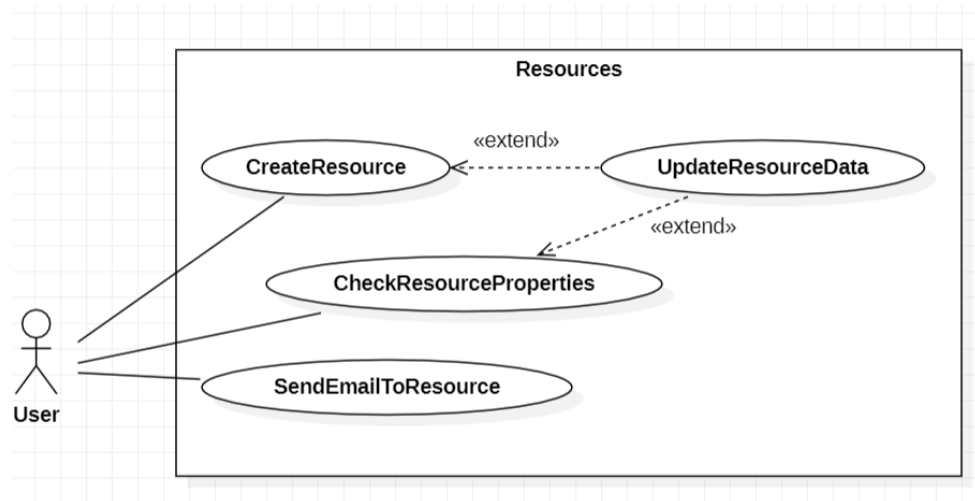 Resources
«extend»
CreateResource
UpdateResourceData
«extend»
CheckResourceProperties
SendEmailToResource
User